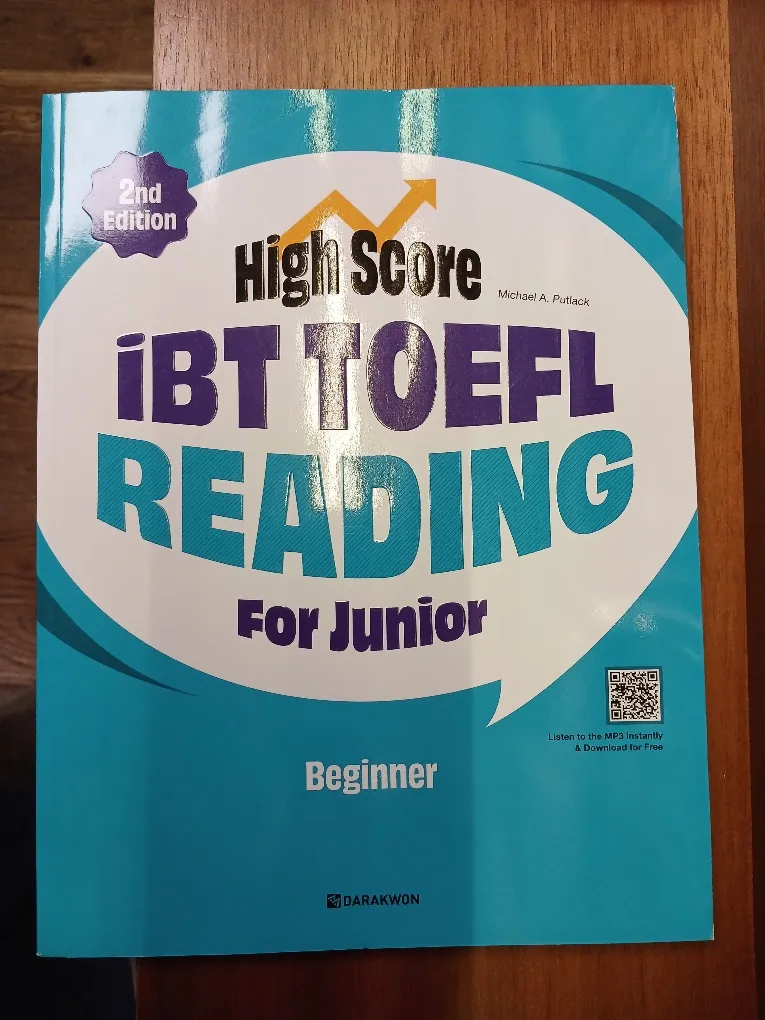 2nd
Edition
High Score
Michael A. Putlack
iBT TOEFL
READING
For Junior
Listen to the MP3 Instantly
& Download for Free
Beginner
DARAKWON